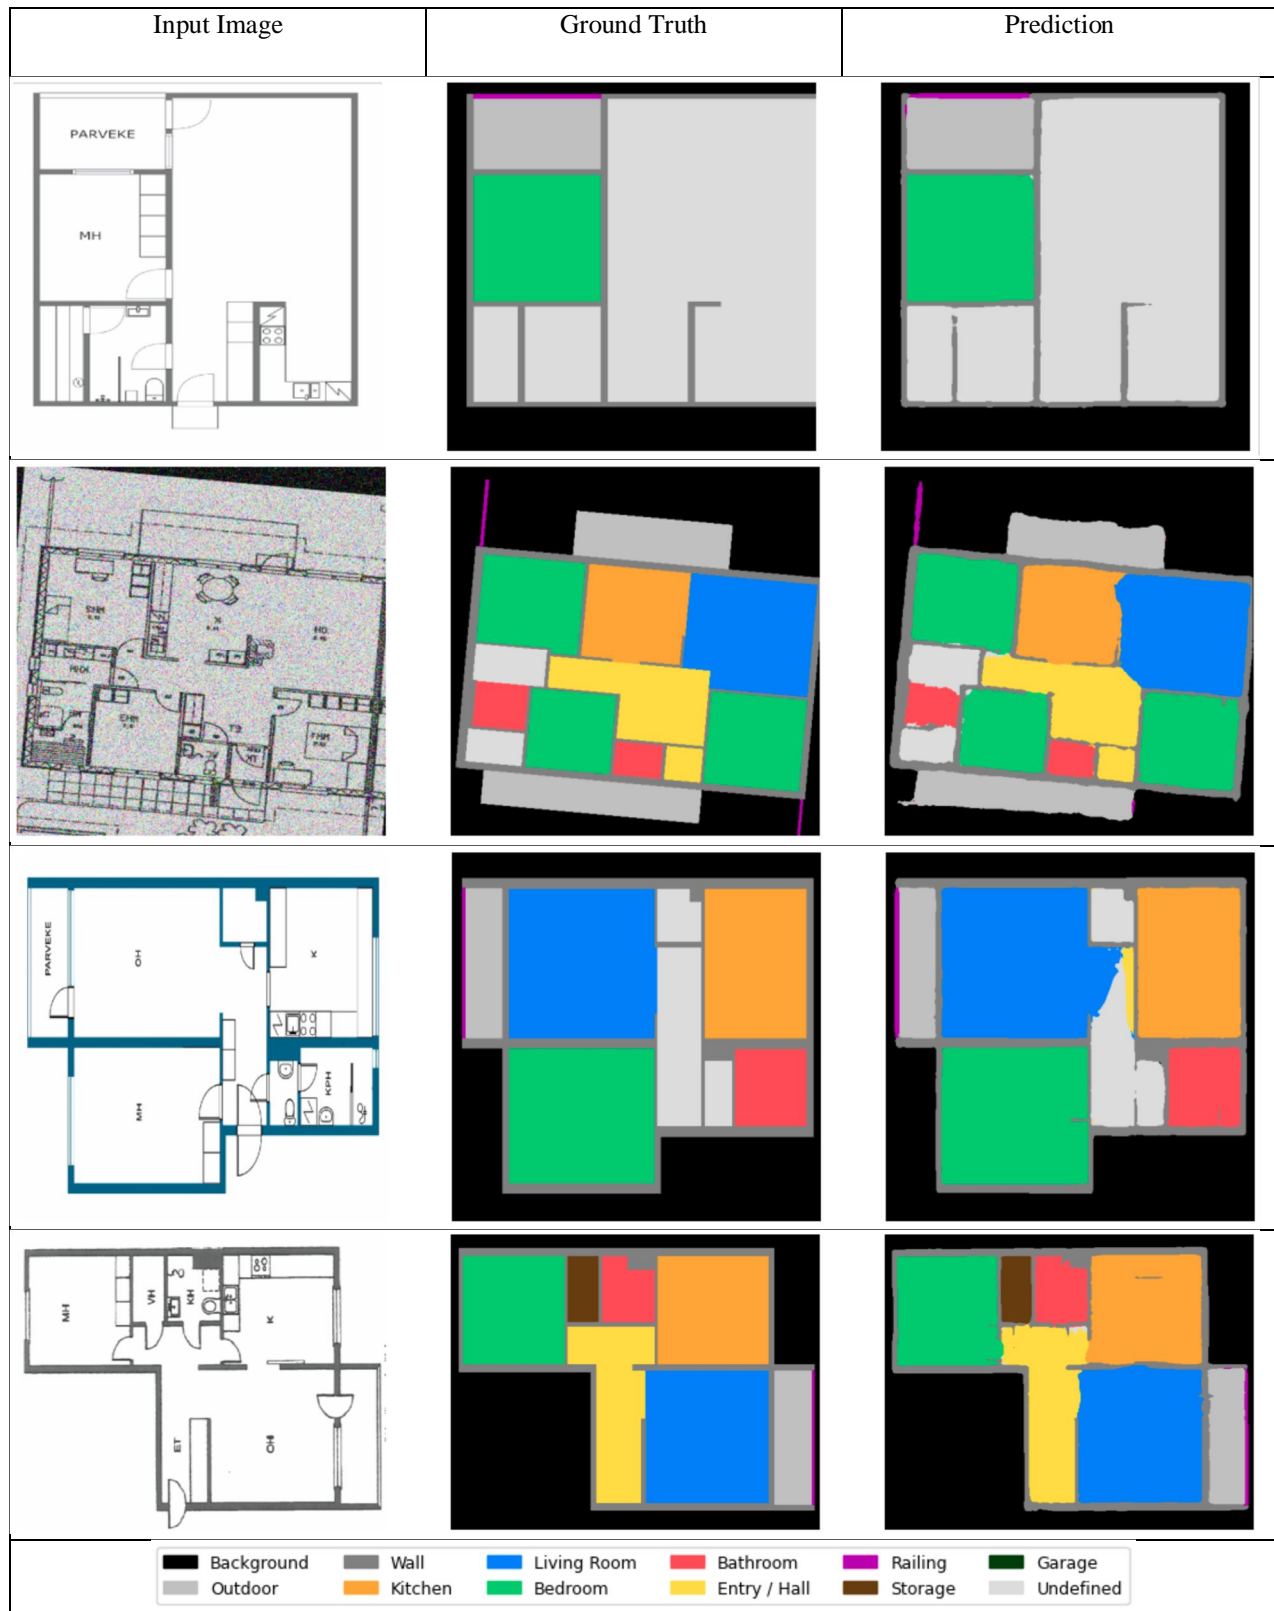 Input Image Ground Truth Prediction
PARVEKE
MH
K
OH
PARVEKE
OH
K
MH
KPH
MH
VH
KH
K
ET
OH
Background Wall Living Room Bathroom Railing Garage
Outdoor Kitchen Bedroom Entry / Hall Storage Undefined